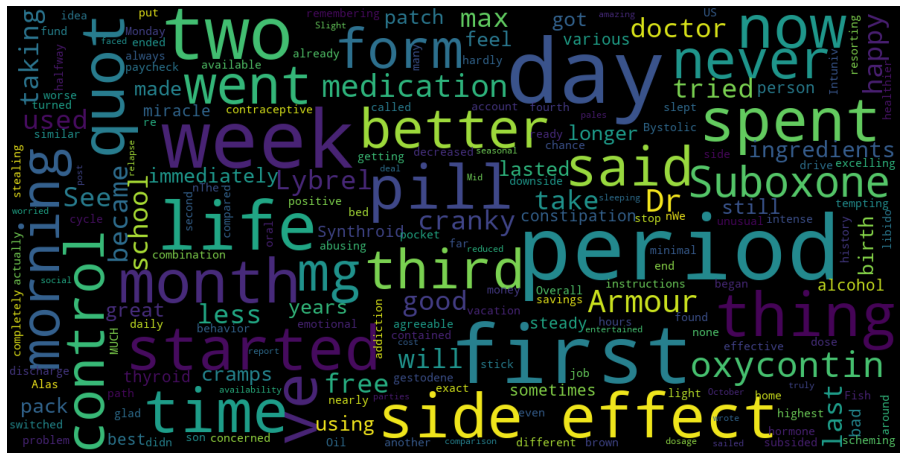 day
period
first
week
two
life
side effect
time
started
month
thing
pill
spent
now
never
said
better
form
went
quot
morning
control
third
mg
ve
Suboxone
oxycontin
Armour
medication
last
Dr
Lybrel
cranky
school
happy
taking
used
See
became
immediately
made
miracle
patch
max
feel
got
various
doctor
tried
person
longer
ingredients
lasted
still
take
constipation
Synthroid
birth
alcohol
good
will
steady
free
less
years
great
cramps
using
pack
best
sometimes
bad
thyroid
daily
behavior
emotional
addiction
combination
positive
abusing
pocket
contraceptive
decreased
getting
downside
minimal
unusual
intense
stop
drive
excelling
tempting
libido
history
instructions
Overall
savings
agreeable
vacation
money
contained
cost
stick
job
hours
found
none
effective
dose
began
end
nWe
side
chance
ready
fourth
account
hardly
called
slept
Bystolic
available
already
Slight
remembering
put
idea
ended
Monday
always
paycheck
faced
many
amazing
US
resorting
Intuniv
healthier
pales
fund
halfway
worse
turned
similar
stealing
re
relapse
post
cycle
second
compared
nThe
oral
bed
deal
seasonal
Mid
sleeping
far
reduced
worried
actually
social
completely
MUCH
discharge
Alas
switched
path
problem
glad
son
didn
concerned
report
availability
nearly
exact
gestodene
entertained
parties
Oil
another
comparison
even
different
brown
light
dosage
home
wrote
sailed
October
truly
Fish
hormone
subsided
highest
scheming
around